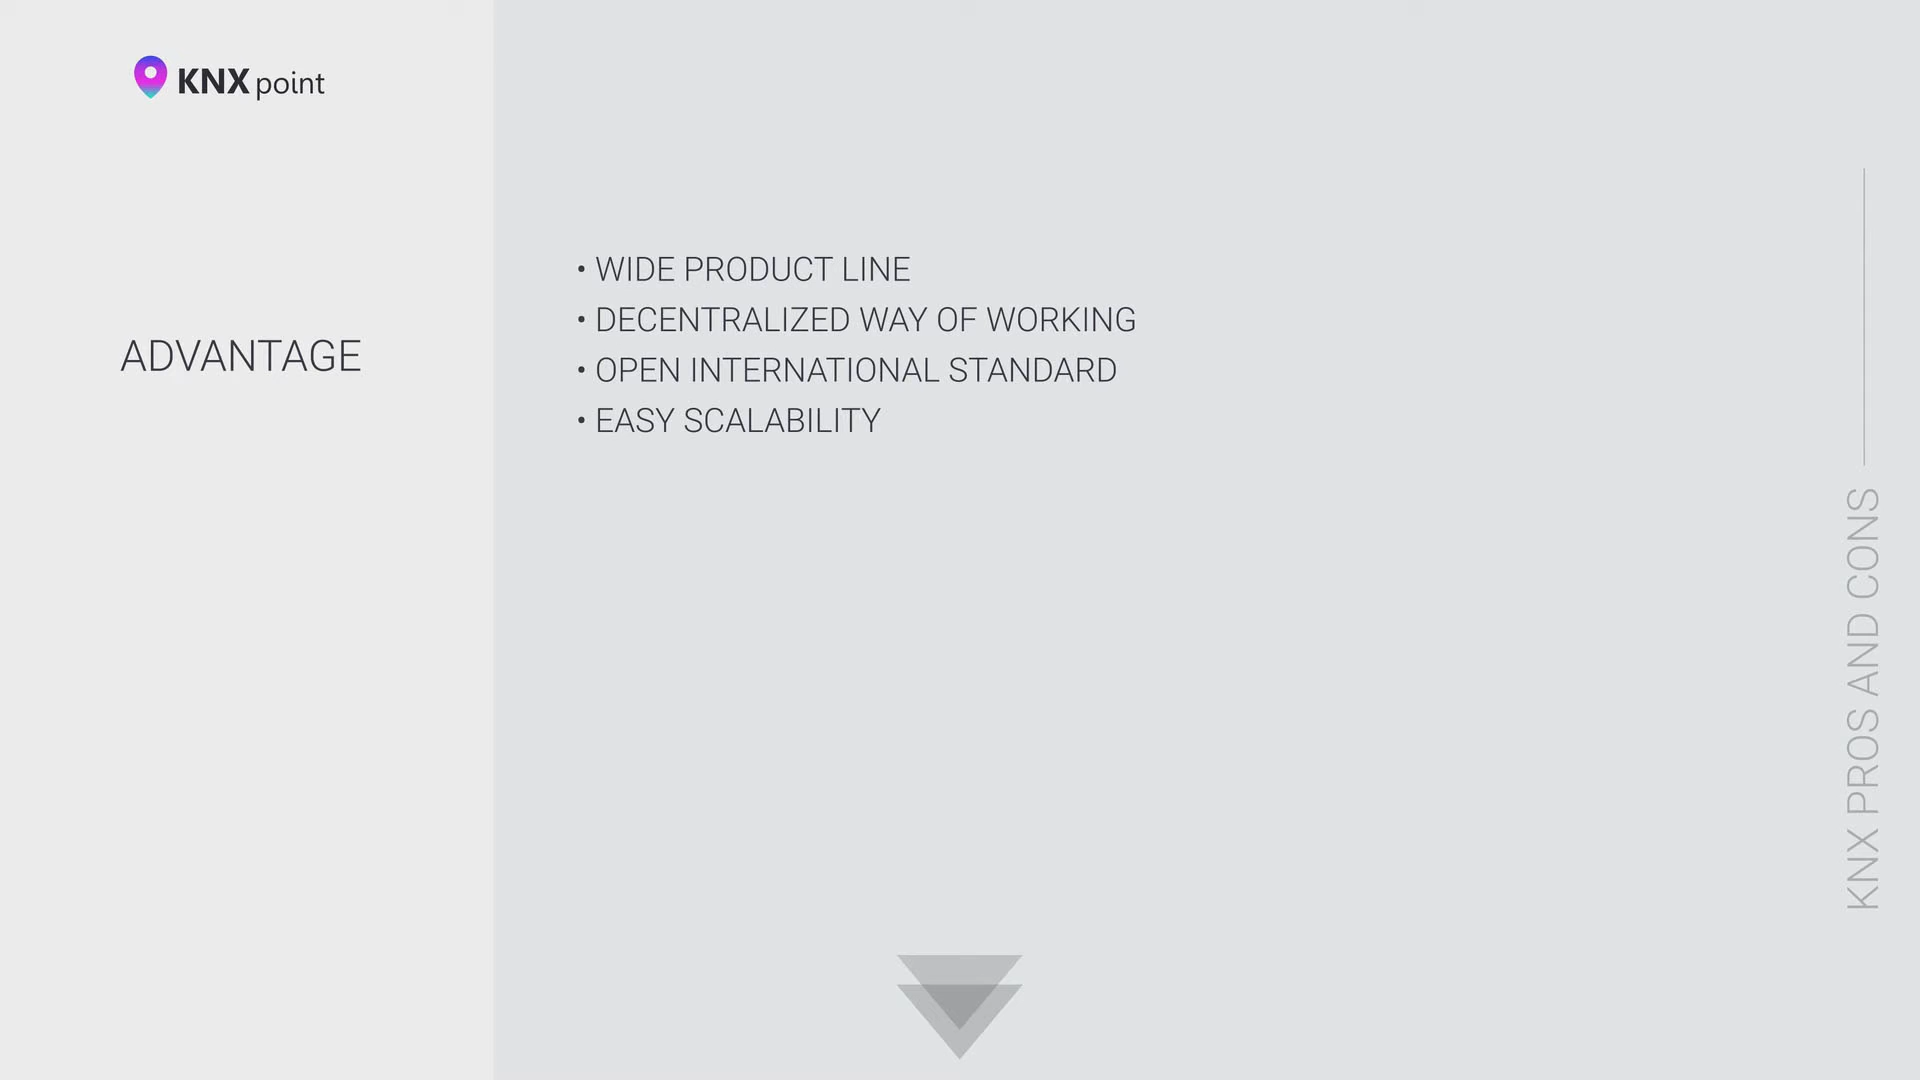 KNX point
ADVANTAGE
• WIDE PRODUCT LINE
• DECENTRALIZED WAY OF WORKING
• OPEN INTERNATIONAL STANDARD
• EASY SCALABILITY
KNX PROS AND CONS